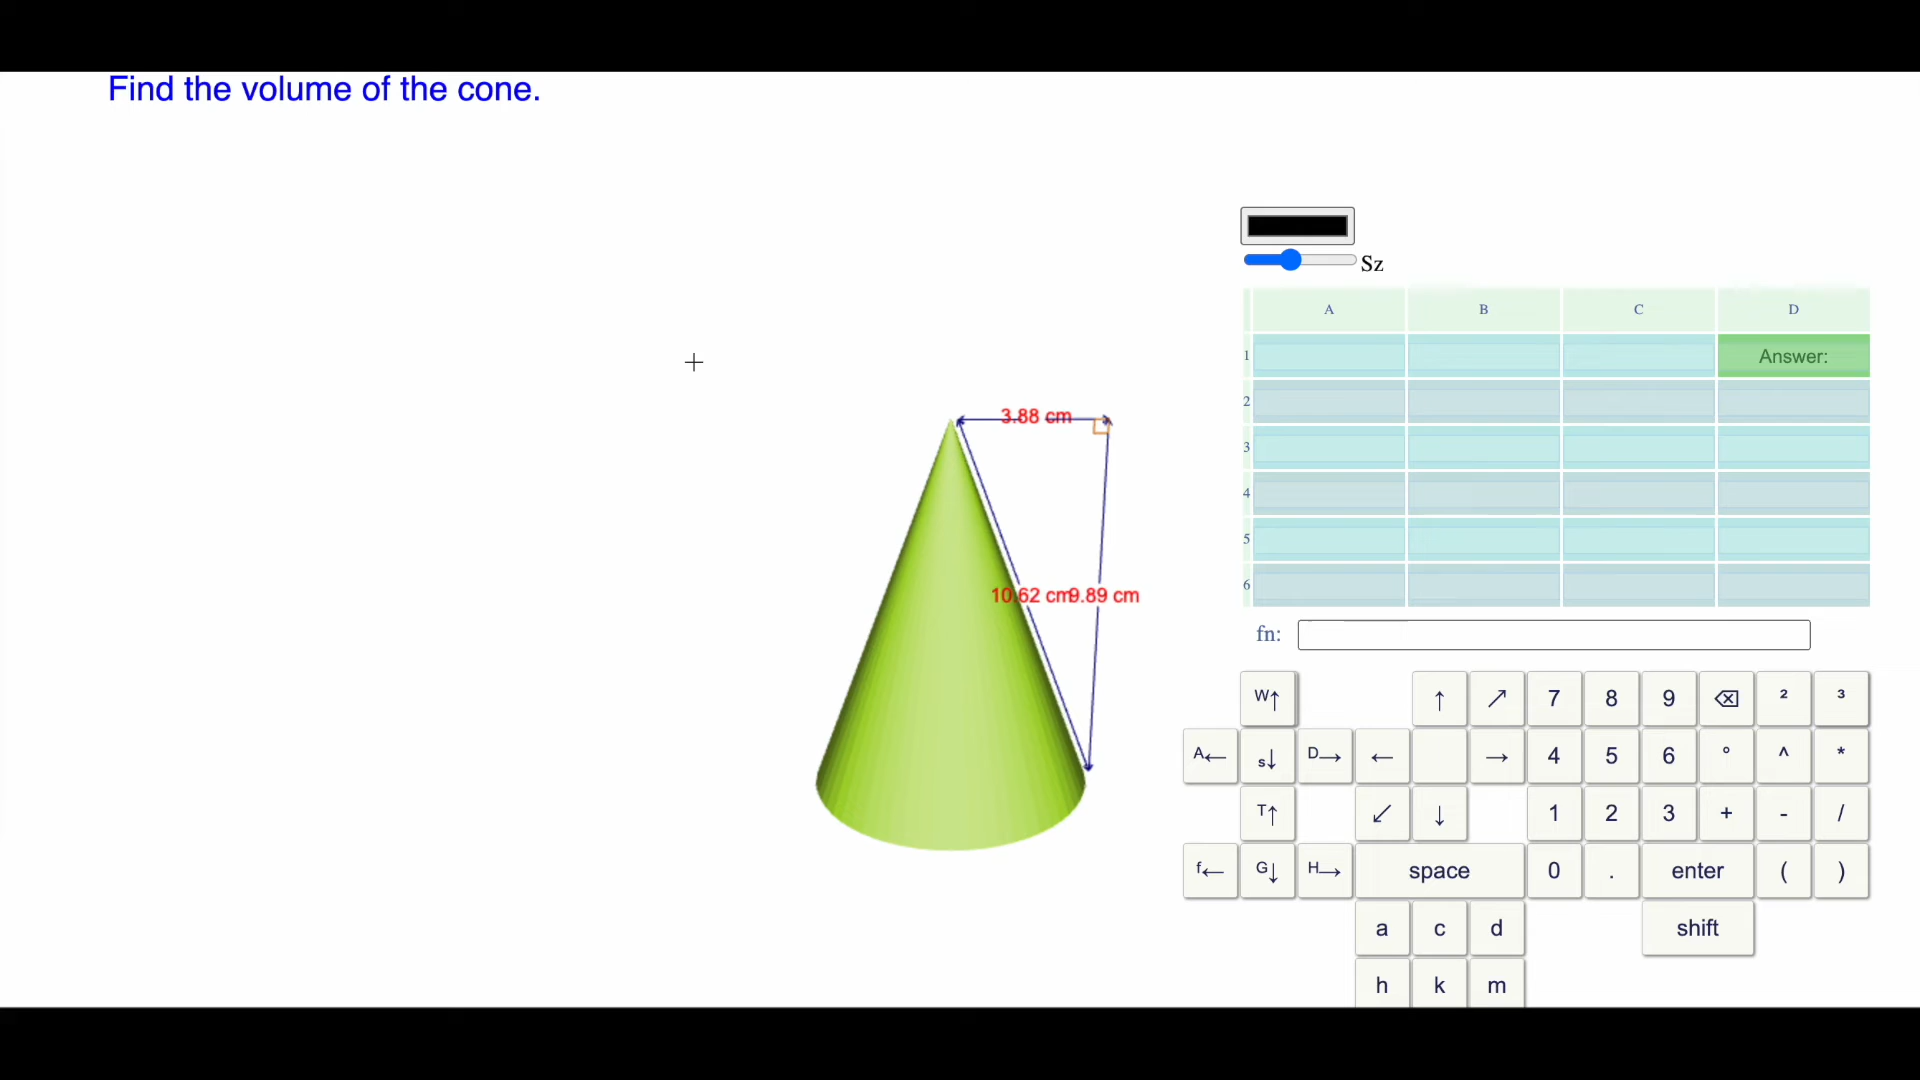 Find the volume of the cone.
Sz
A B C D
1 Answer:
2
3
4
5
6
3.88 cm
10.62 cm 9.89 cm
fn:
W↑ ↑ ↗ 7 8 9 ⌫ ² ³
A← s↓ D→ ← → 4 5 6 ° ^ *
T↑ ↙ ↓ 1 2 3 + - /
f← G↓ H→ space 0 . enter ( )
a c d shift
h k m